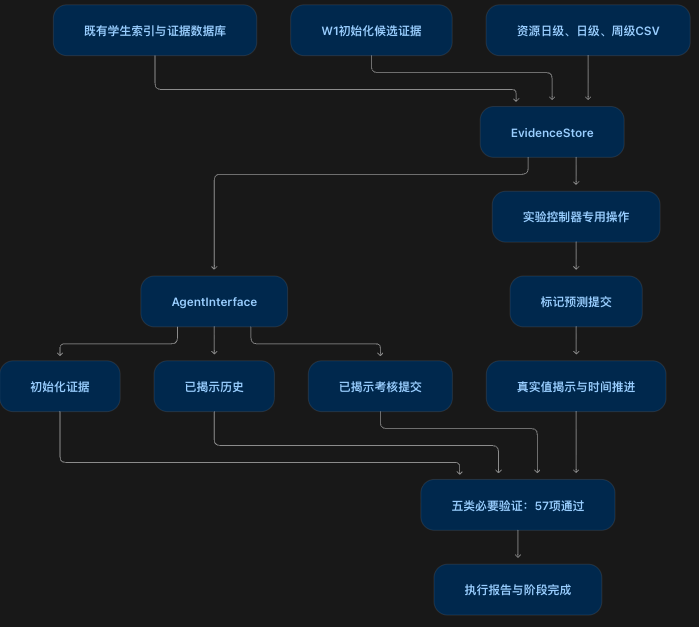 既有学生索引与证据数据库
W1初始化候选证据
资源日级、日级、周级CSV
EvidenceStore
实验控制器专用操作
AgentInterface
标记预测提交
初始化证据
已揭示历史
已揭示考核提交
真实值揭示与时间推进
五类必要验证：57项通过
执行报告与阶段完成